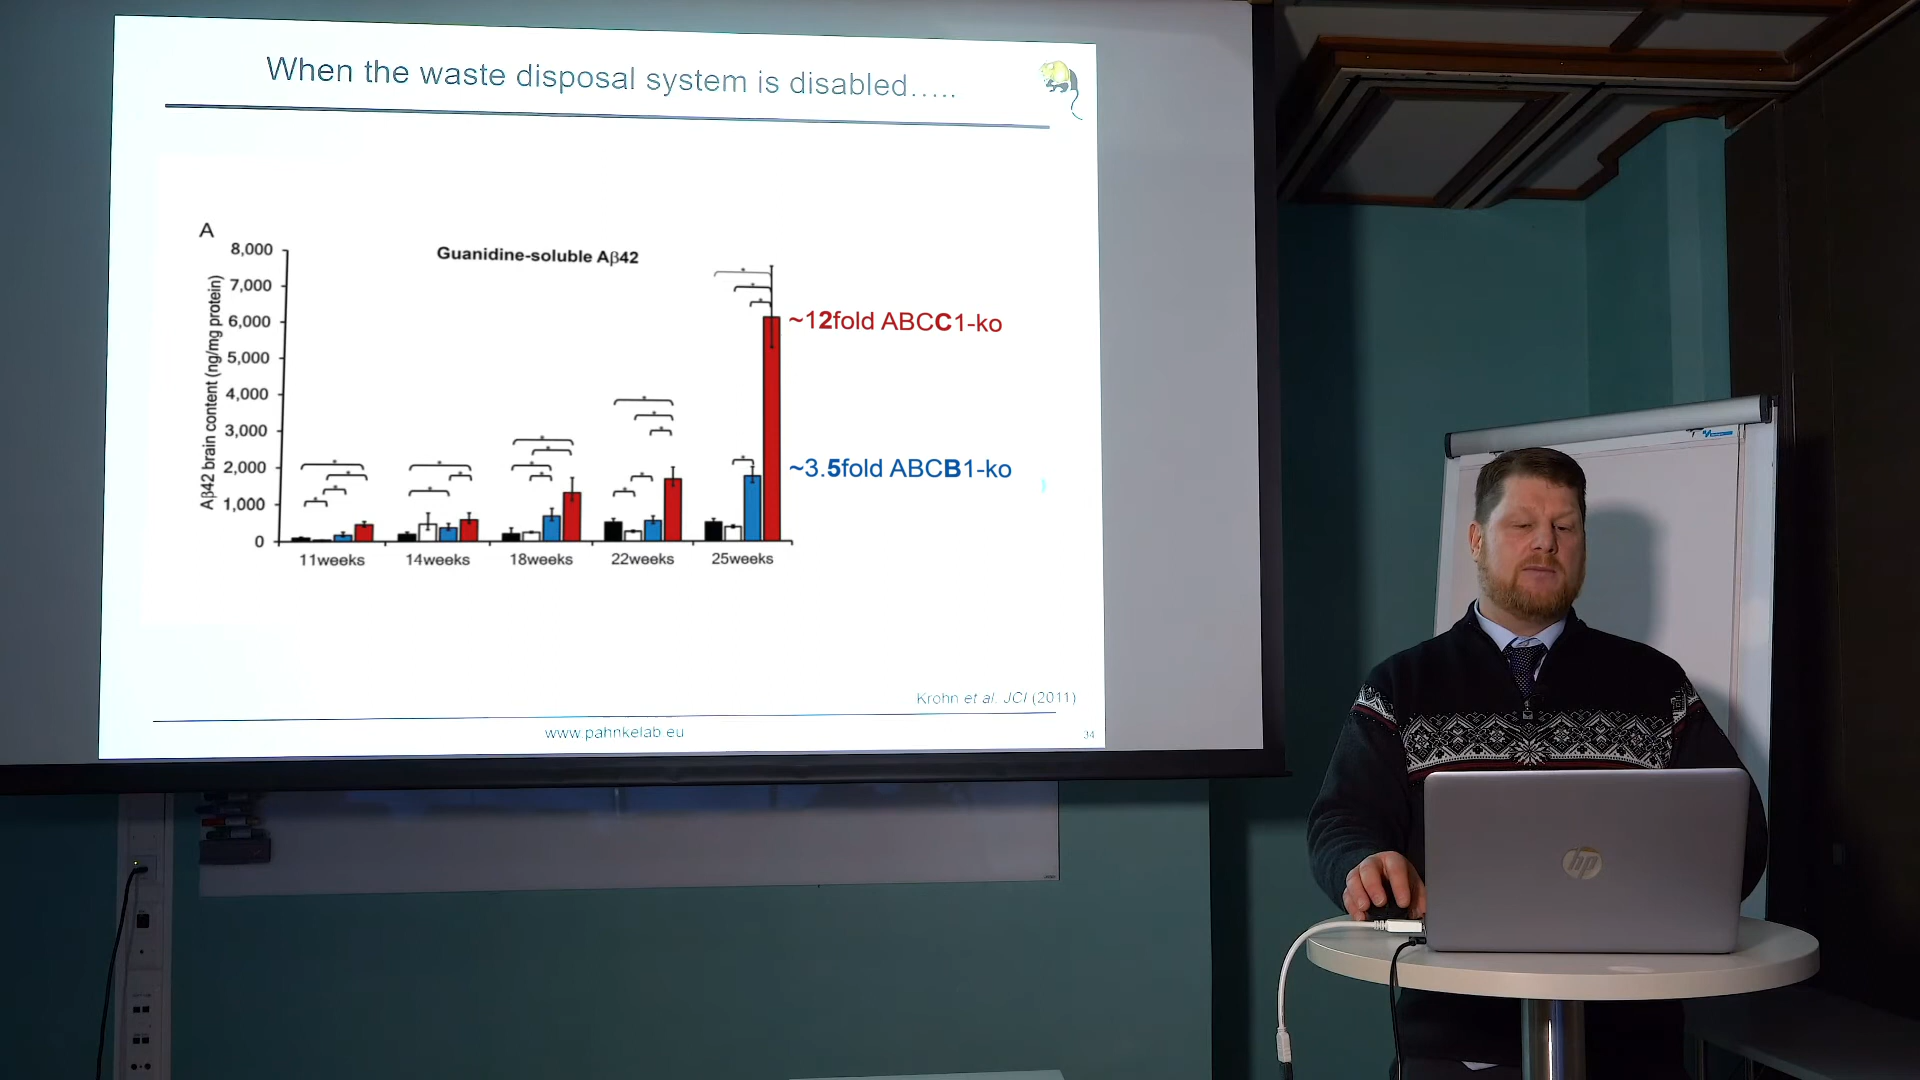 When the waste disposal system is disabled.....
A
Guanidine-soluble Aβ42
Aβ42 brain content (ng/mg protein)
8,000
7,000
6,000
5,000
4,000
3,000
2,000
1,000
0
~12fold ABCC1-ko
~3.5fold ABCB1-ko
11weeks
14weeks
18weeks
22weeks
25weeks
Krohn et al. JCI (2011)
www.pahnkelab.eu
34
hp